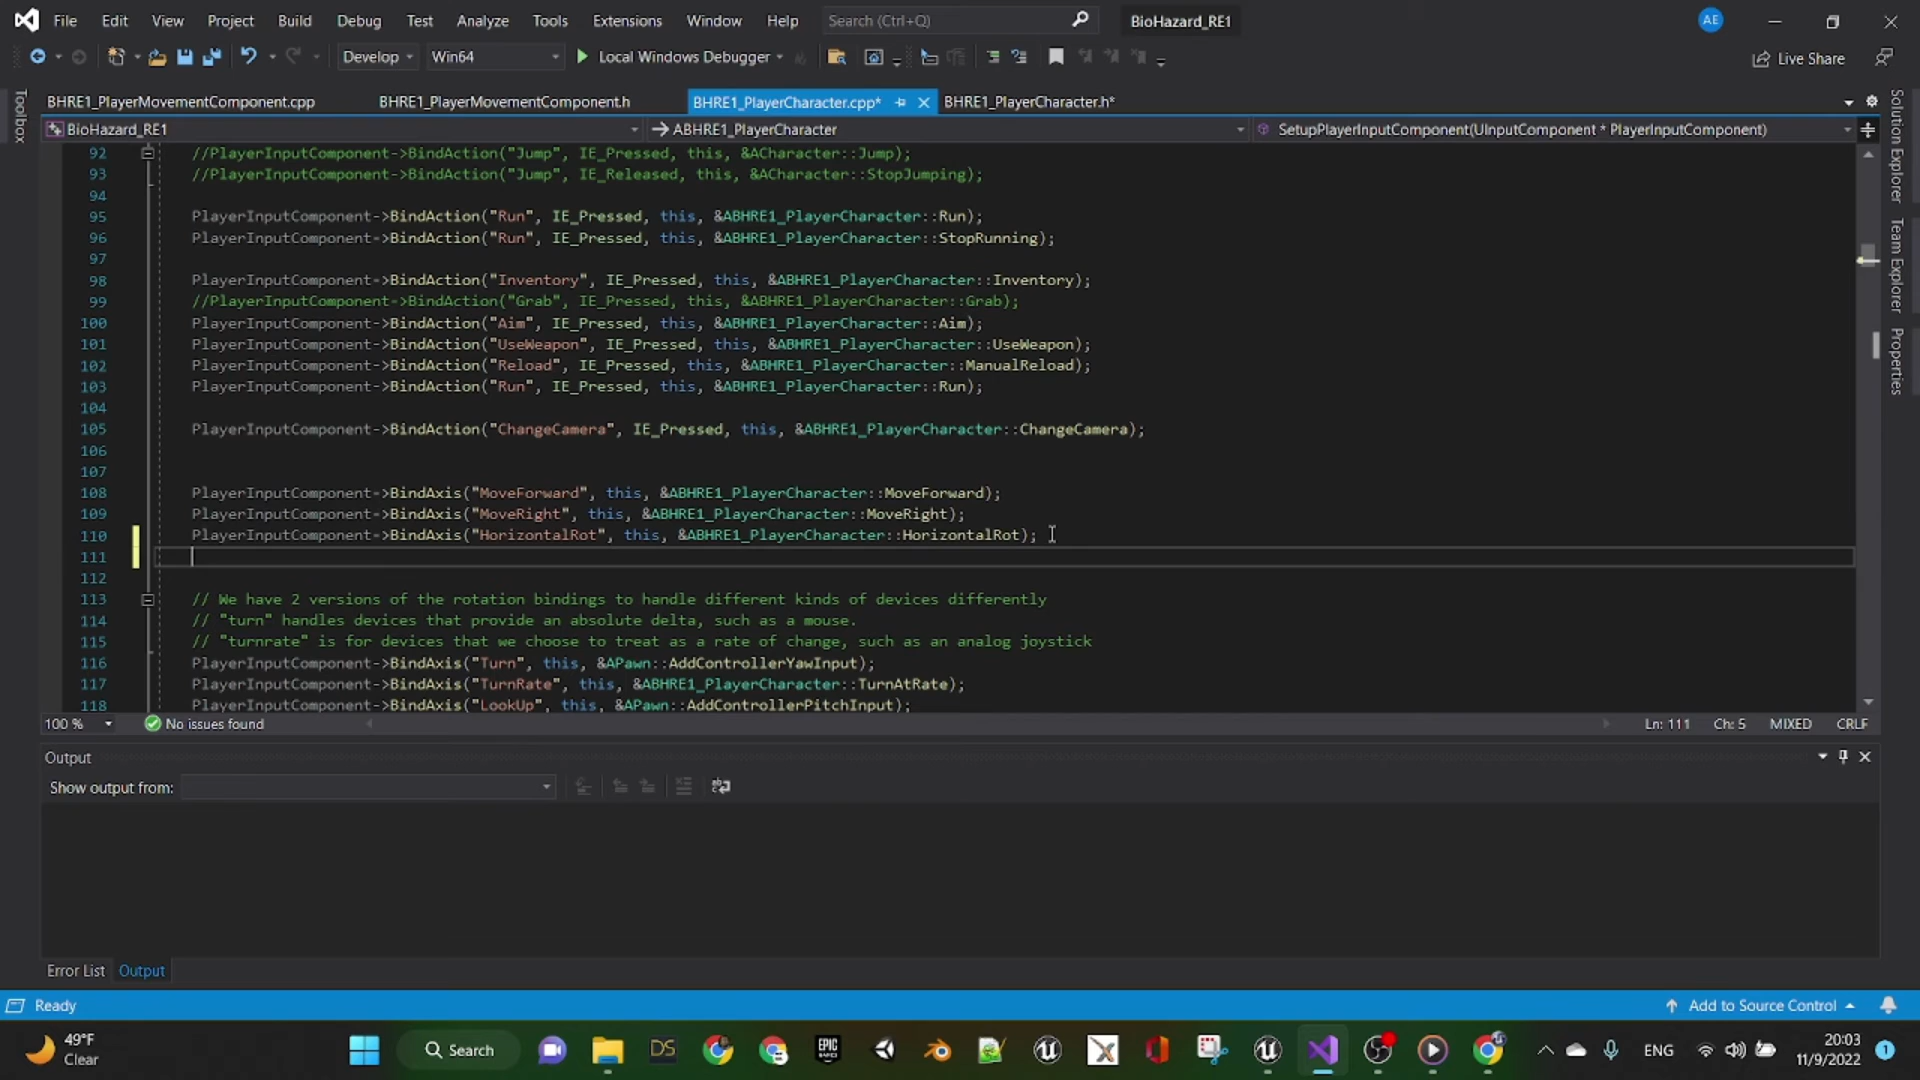 File Edit View Project Build Debug Test Analyze Tools Extensions Window Help Search (Ctrl+Q) BioHazard_RE1 AE
Develop Win64 Local Windows Debugger Live Share
BHRE1_PlayerMovementComponent.cpp BHRE1_PlayerMovementComponent.h BHRE1_PlayerCharacter.cpp* BHRE1_PlayerCharacter.h*
BioHazard_RE1 ABHRE1_PlayerCharacter SetupPlayerInputComponent(UInputComponent * PlayerInputComponent)
Toolbox
Solution Explorer
Team Explorer
Properties
92 //PlayerInputComponent->BindAction("Jump", IE_Pressed, this, &ACharacter::Jump);
93 //PlayerInputComponent->BindAction("Jump", IE_Released, this, &ACharacter::StopJumping);
94
95 PlayerInputComponent->BindAction("Run", IE_Pressed, this, &ABHRE1_PlayerCharacter::Run);
96 PlayerInputComponent->BindAction("Run", IE_Pressed, this, &ABHRE1_PlayerCharacter::StopRunning);
97
98 PlayerInputComponent->BindAction("Inventory", IE_Pressed, this, &ABHRE1_PlayerCharacter::Inventory);
99 //PlayerInputComponent->BindAction("Grab", IE_Pressed, this, &ABHRE1_PlayerCharacter::Grab);
100 PlayerInputComponent->BindAction("Aim", IE_Pressed, this, &ABHRE1_PlayerCharacter::Aim);
101 PlayerInputComponent->BindAction("UseWeapon", IE_Pressed, this, &ABHRE1_PlayerCharacter::UseWeapon);
102 PlayerInputComponent->BindAction("Reload", IE_Pressed, this, &ABHRE1_PlayerCharacter::ManualReload);
103 PlayerInputComponent->BindAction("Run", IE_Pressed, this, &ABHRE1_PlayerCharacter::Run);
104
105 PlayerInputComponent->BindAction("ChangeCamera", IE_Pressed, this, &ABHRE1_PlayerCharacter::ChangeCamera);
106
107
108 PlayerInputComponent->BindAxis("MoveForward", this, &ABHRE1_PlayerCharacter::MoveForward);
109 PlayerInputComponent->BindAxis("MoveRight", this, &ABHRE1_PlayerCharacter::MoveRight);
110 PlayerInputComponent->BindAxis("HorizontalRot", this, &ABHRE1_PlayerCharacter::HorizontalRot);
111
112
113 // We have 2 versions of the rotation bindings to handle different kinds of devices differently
114 // "turn" handles devices that provide an absolute delta, such as a mouse.
115 // "turnrate" is for devices that we choose to treat as a rate of change, such as an analog joystick
116 PlayerInputComponent->BindAxis("Turn", this, &APawn::AddControllerYawInput);
117 PlayerInputComponent->BindAxis("TurnRate", this, &ABHRE1_PlayerCharacter::TurnAtRate);
118 PlayerInputComponent->BindAxis("LookUp", this, &APawn::AddControllerPitchInput);
100 % No issues found Ln: 111 Ch: 5 MIXED CRLF
Output
Show output from:
Error List Output
Ready Add to Source Control
49°F
Clear
Search DS EPIC GAMES ENG
20:03
11/9/2022
1